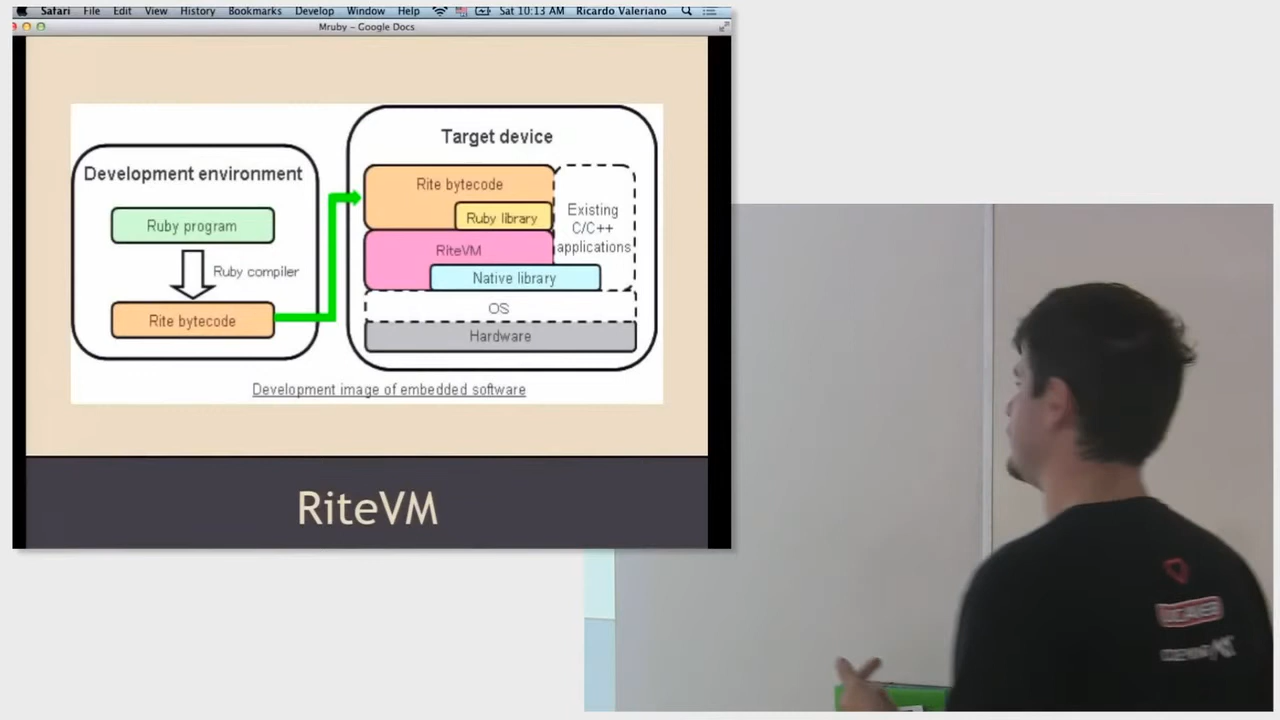 Safari File Edit View History Bookmarks Develop Window Help Sat 10:13 AM Ricardo Valeriano
Mruby – Google Docs
Development environment
Ruby program
Ruby compiler
Rite bytecode
Target device
Rite bytecode
Ruby library
Existing
C/C++
applications
RiteVM
Native library
OS
Hardware
Development image of embedded software
RiteVM